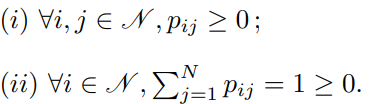 (i) ∀i, j ∈ 𝒩, p_{ij} ≥ 0;
(ii) ∀i ∈ 𝒩, ∑_{j=1}^{N} p_{ij} = 1 ≥ 0.